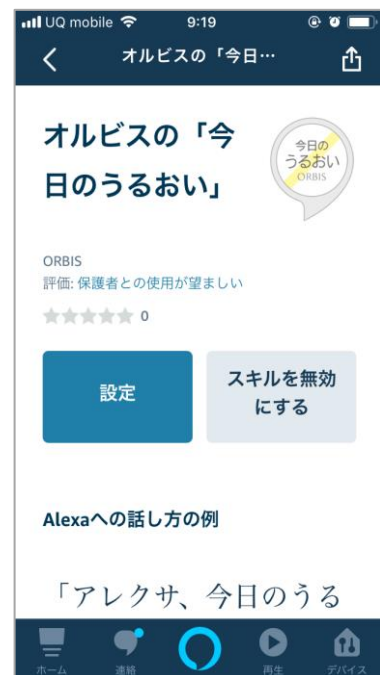 UQ mobile 9:19
オルビスの「今日…
オルビスの「今
日のうるおい」
今日の
うるおい
ORBIS
ORBIS
評価: 保護者との使用が望ましい
0
設定
スキルを無効
にする
Alexaへの話し方の例
「アレクサ、今日のうる
ホーム 連絡 再生 デバイス